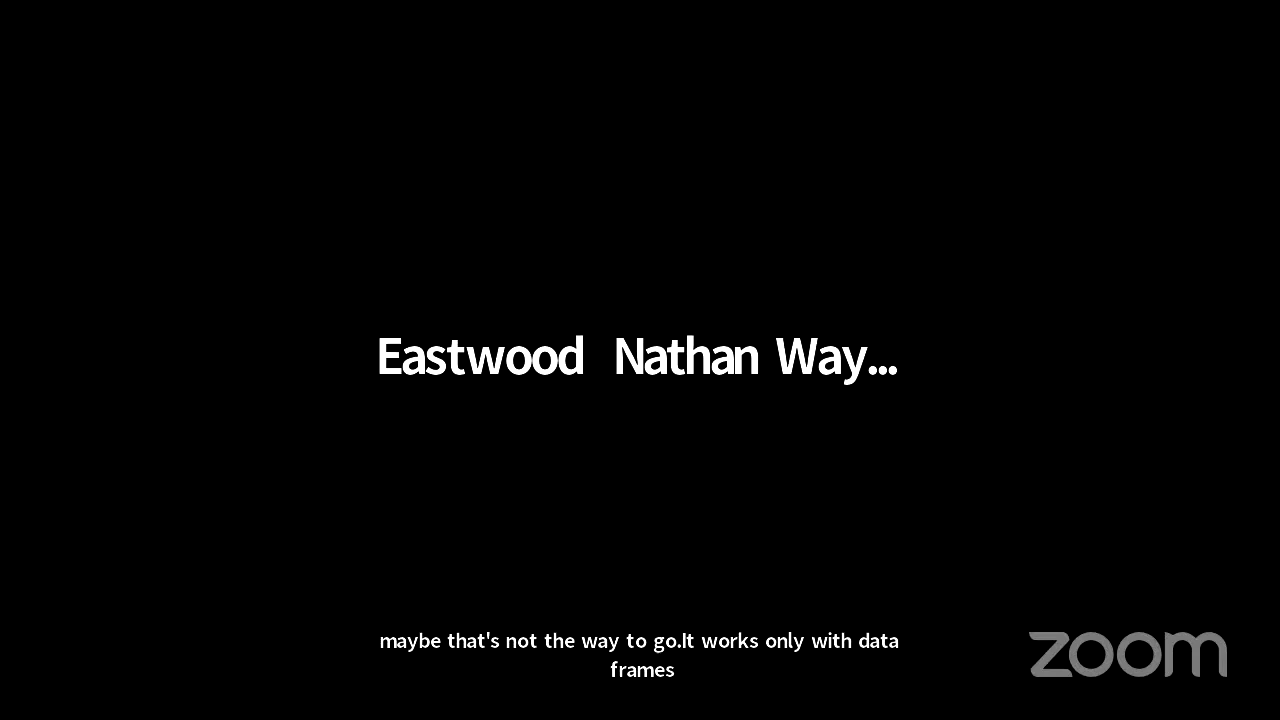 Eastwood Nathan Way...
maybe that's not the way to go.It works only with data
frames
zoom